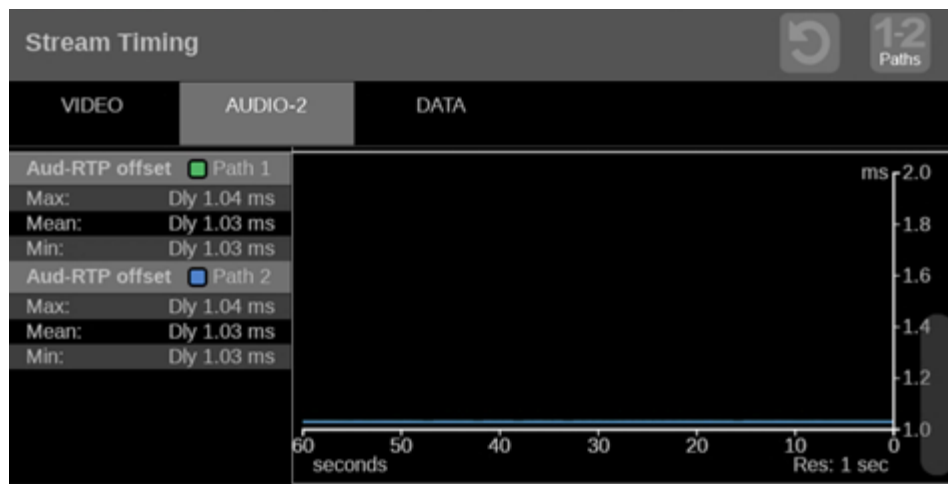 Stream Timing
1-2
Paths
VIDEO AUDIO-2 DATA
Aud-RTP offset Path 1
Max: Dly 1.04 ms
Mean: Dly 1.03 ms
Min: Dly 1.03 ms
Aud-RTP offset Path 2
Max: Dly 1.04 ms
Mean: Dly 1.03 ms
Min: Dly 1.03 ms
ms 2.0
1.8
1.6
1.4
1.2
1.0
60 50 40 30 20 10 0
seconds Res: 1 sec